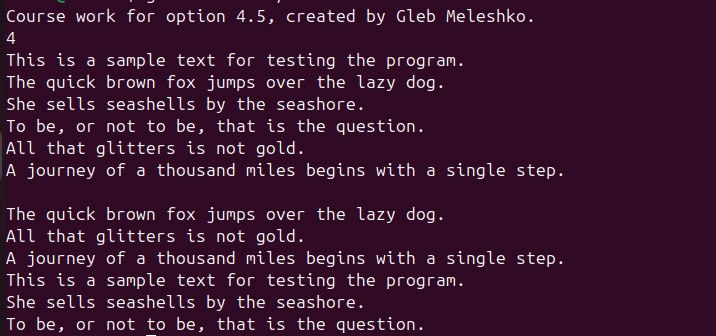 Course work for option 4.5, created by Gleb Meleshko.
4
This is a sample text for testing the program.
The quick brown fox jumps over the lazy dog.
She sells seashells by the seashore.
To be, or not to be, that is the question.
All that glitters is not gold.
A journey of a thousand miles begins with a single step.

The quick brown fox jumps over the lazy dog.
All that glitters is not gold.
A journey of a thousand miles begins with a single step.
This is a sample text for testing the program.
She sells seashells by the seashore.
To be, or not to be, that is the question.